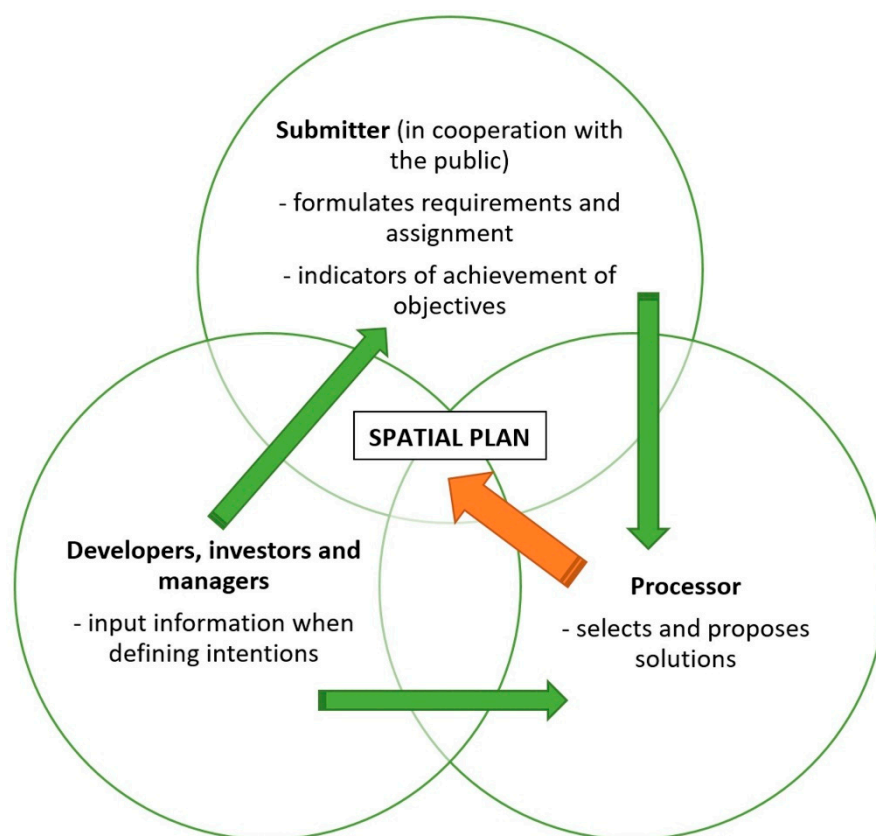 Submitter (in cooperation with
the public)
- formulates requirements and
assignment
- indicators of achievement of
objectives
SPATIAL PLAN
Developers, investors and
managers
- input information when
defining intentions
Processor
- selects and proposes
solutions